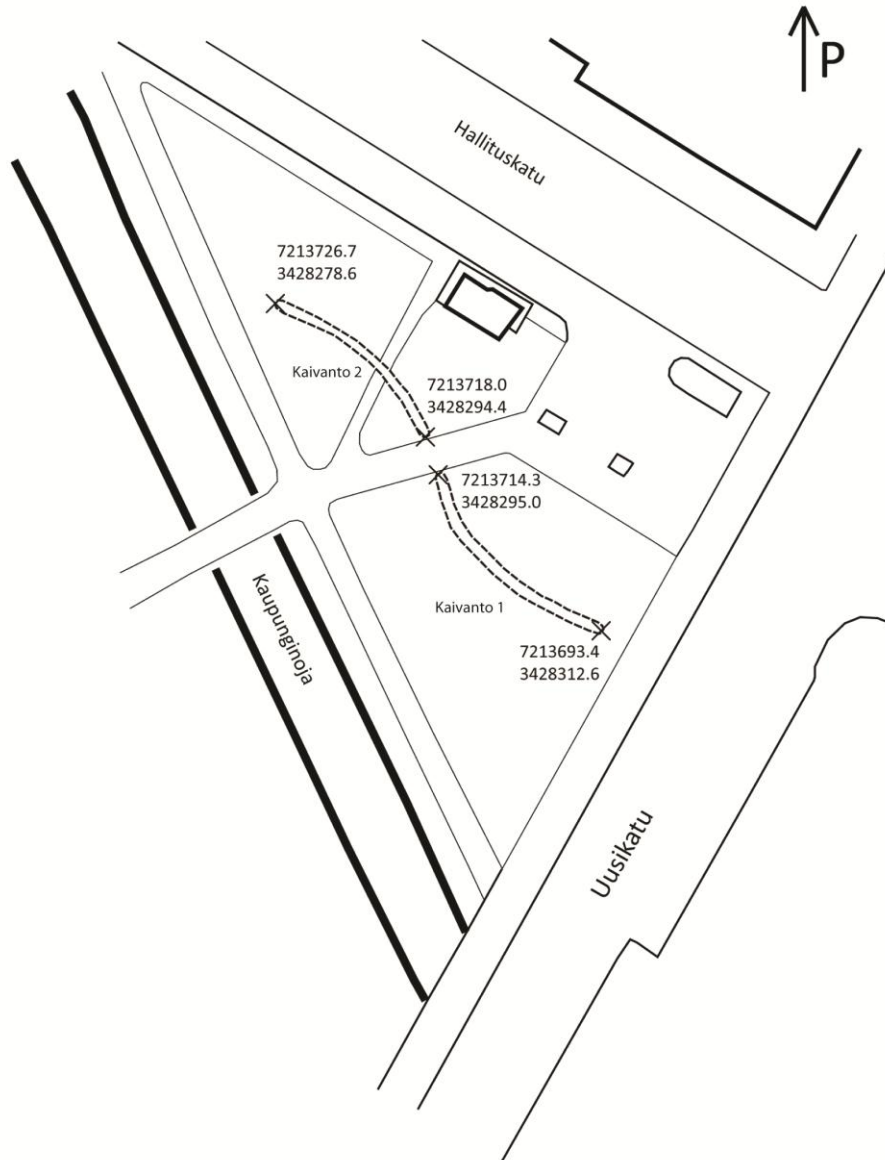 P
Hallituskatu
7213726.7
3428278.6
Kaivanto 2
7213718.0
3428294.4
7213714.3
3428295.0
Kaivanto 1
7213693.4
3428312.6
Kaupunginoja
Uusikatu